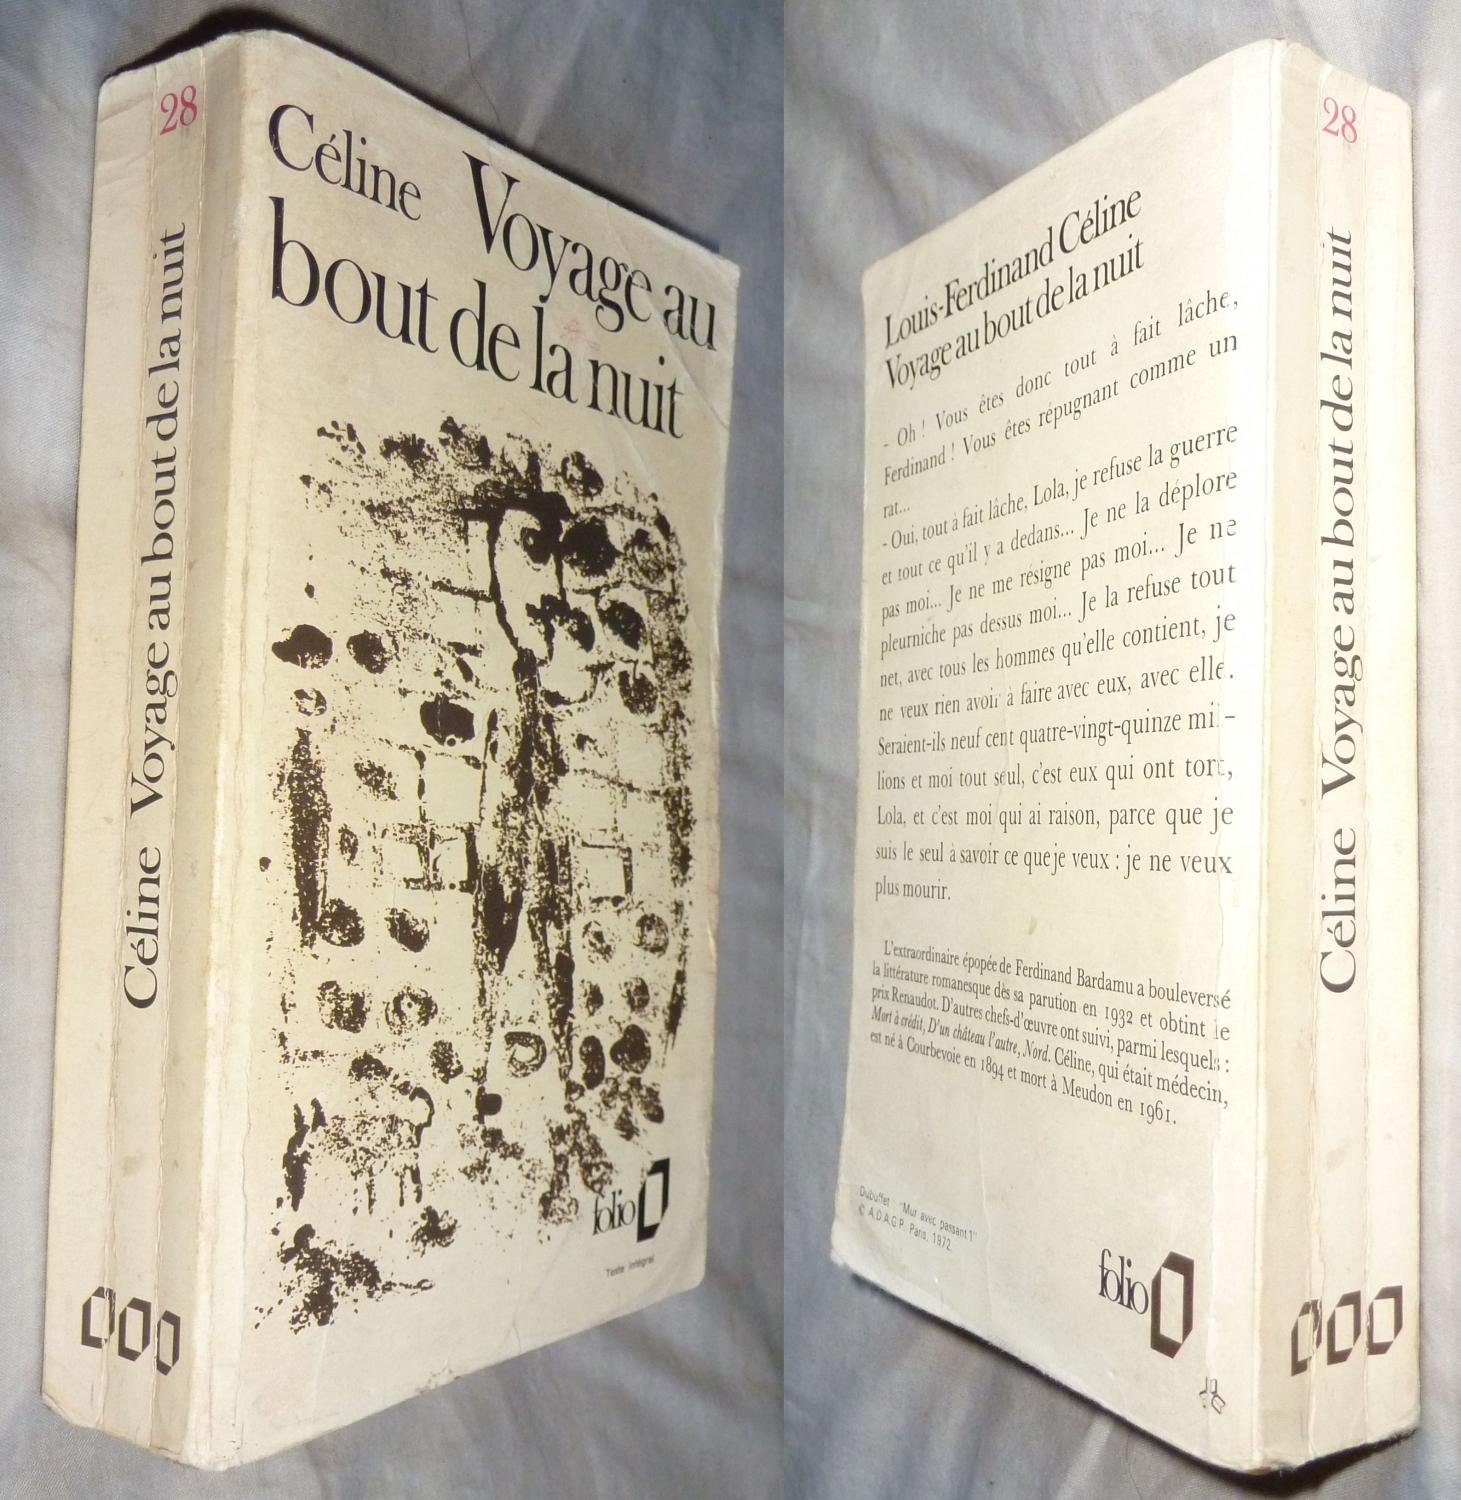 28
Céline Voyage au bout de la nuit
Céline Voyage au
bout de la nuit
folio
Texte intégral
Louis-Ferdinand Céline
Voyage au bout de la nuit
- Oh ! Vous êtes donc tout à fait lâche,
Ferdinand ! Vous êtes répugnant comme un
rat...
- Oui, tout à fait lâche, Lola, je refuse la guerre
et tout ce qu'il y a dedans... Je ne la déplore
pas moi... Je ne me résigne pas moi... Je ne
pleurniche pas dessus moi... Je la refuse tout
net, avec tous les hommes qu'elle contient, je
ne veux rien avoir à faire avec eux, avec elle.
Seraient-ils neuf cent quatre-vingt-quinze mil-
lions et moi tout seul, c'est eux qui ont tort,
Lola, et c'est moi qui ai raison, parce que je
suis le seul à savoir ce que je veux : je ne veux
plus mourir.
L'extraordinaire épopée de Ferdinand Bardamu a bouleversé
la littérature romanesque dès sa parution en 1932 et obtint le
prix Renaudot. D'autres chefs-d'œuvre ont suivi, parmi lesquels :
Mort à crédit, D'un château l'autre, Nord. Céline, qui était médecin,
est né à Courbevoie en 1894 et mort à Meudon en 1961.
Dubuffet : "Mur avec passant 1"
© A.D.A.G.P. Paris, 1972.
folio
28
Céline Voyage au bout de la nuit